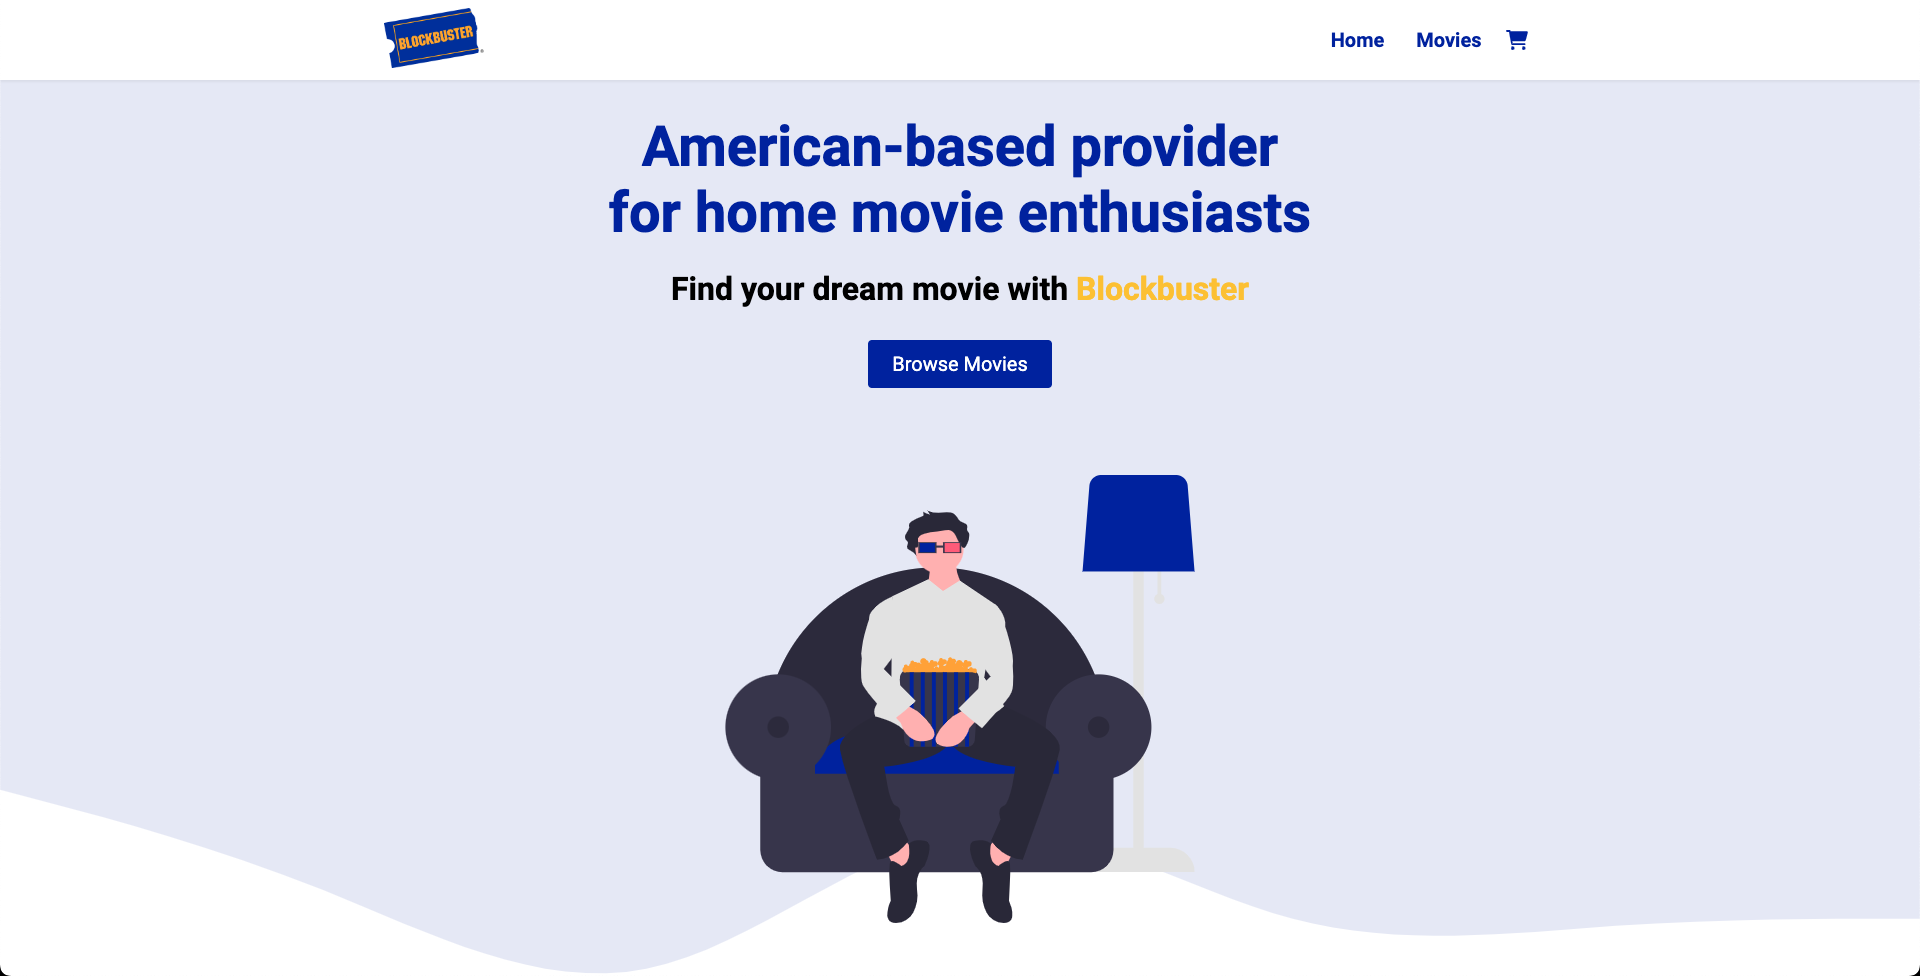 BLOCKBUSTER
Home
Movies
American-based provider
for home movie enthusiasts
Find your dream movie with Blockbuster
Browse Movies